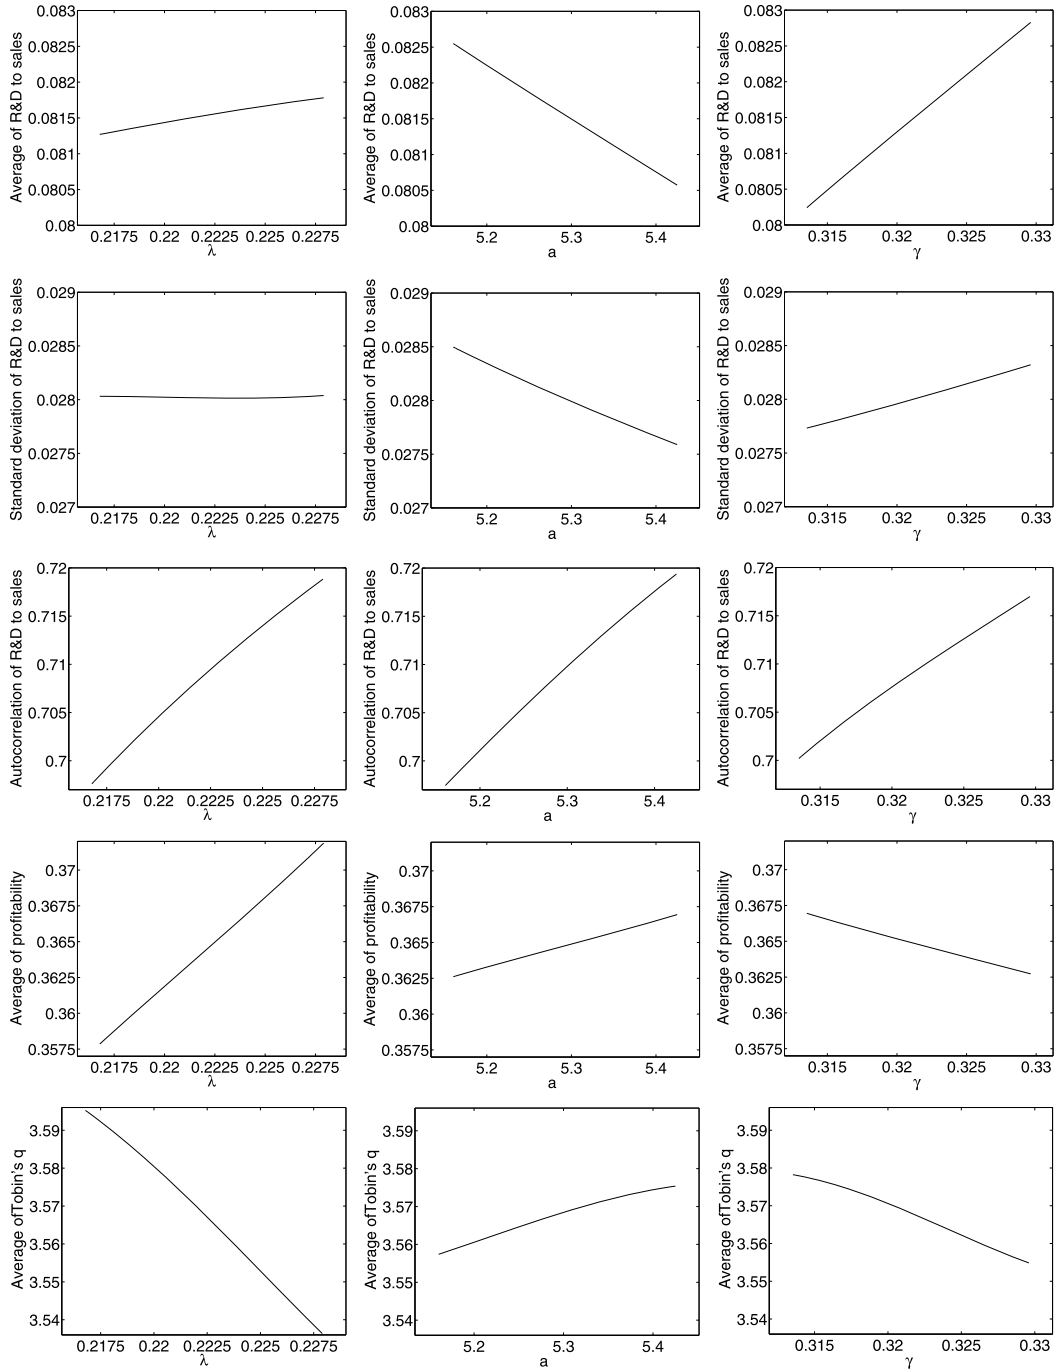 Average of R&D to sales
0.083
0.0825
0.082
0.0815
0.081
0.0805
0.08
0.2175 0.22 0.2225 0.225 0.2275
λ
Average of R&D to sales
0.083
0.0825
0.082
0.0815
0.081
0.0805
0.08
5.2 5.3 5.4
a
Average of R&D to sales
0.083
0.0825
0.082
0.0815
0.081
0.0805
0.08
0.315 0.32 0.325 0.33
γ
Standard deviation of R&D to sales
0.029
0.0285
0.028
0.0275
0.027
0.2175 0.22 0.2225 0.225 0.2275
λ
Standard deviation of R&D to sales
0.029
0.0285
0.028
0.0275
0.027
5.2 5.3 5.4
a
Standard deviation of R&D to sales
0.029
0.0285
0.028
0.0275
0.027
0.315 0.32 0.325 0.33
γ
Autocorrelation of R&D to sales
0.72
0.715
0.71
0.705
0.7
0.2175 0.22 0.2225 0.225 0.2275
λ
Autocorrelation of R&D to sales
0.72
0.715
0.71
0.705
0.7
5.2 5.3 5.4
a
Autocorrelation of R&D to sales
0.72
0.715
0.71
0.705
0.7
0.315 0.32 0.325 0.33
γ
Average of profitability
0.37
0.3675
0.365
0.3625
0.36
0.3575
0.2175 0.22 0.2225 0.225 0.2275
λ
Average of profitability
0.37
0.3675
0.365
0.3625
0.36
0.3575
5.2 5.3 5.4
a
Average of profitability
0.37
0.3675
0.365
0.3625
0.36
0.3575
0.315 0.32 0.325 0.33
γ
Average ofTobin's q
3.59
3.58
3.57
3.56
3.55
3.54
0.2175 0.22 0.2225 0.225 0.2275
λ
Average ofTobin's q
3.59
3.58
3.57
3.56
3.55
3.54
5.2 5.3 5.4
a
Average ofTobin's q
3.59
3.58
3.57
3.56
3.55
3.54
0.315 0.32 0.325 0.33
γ